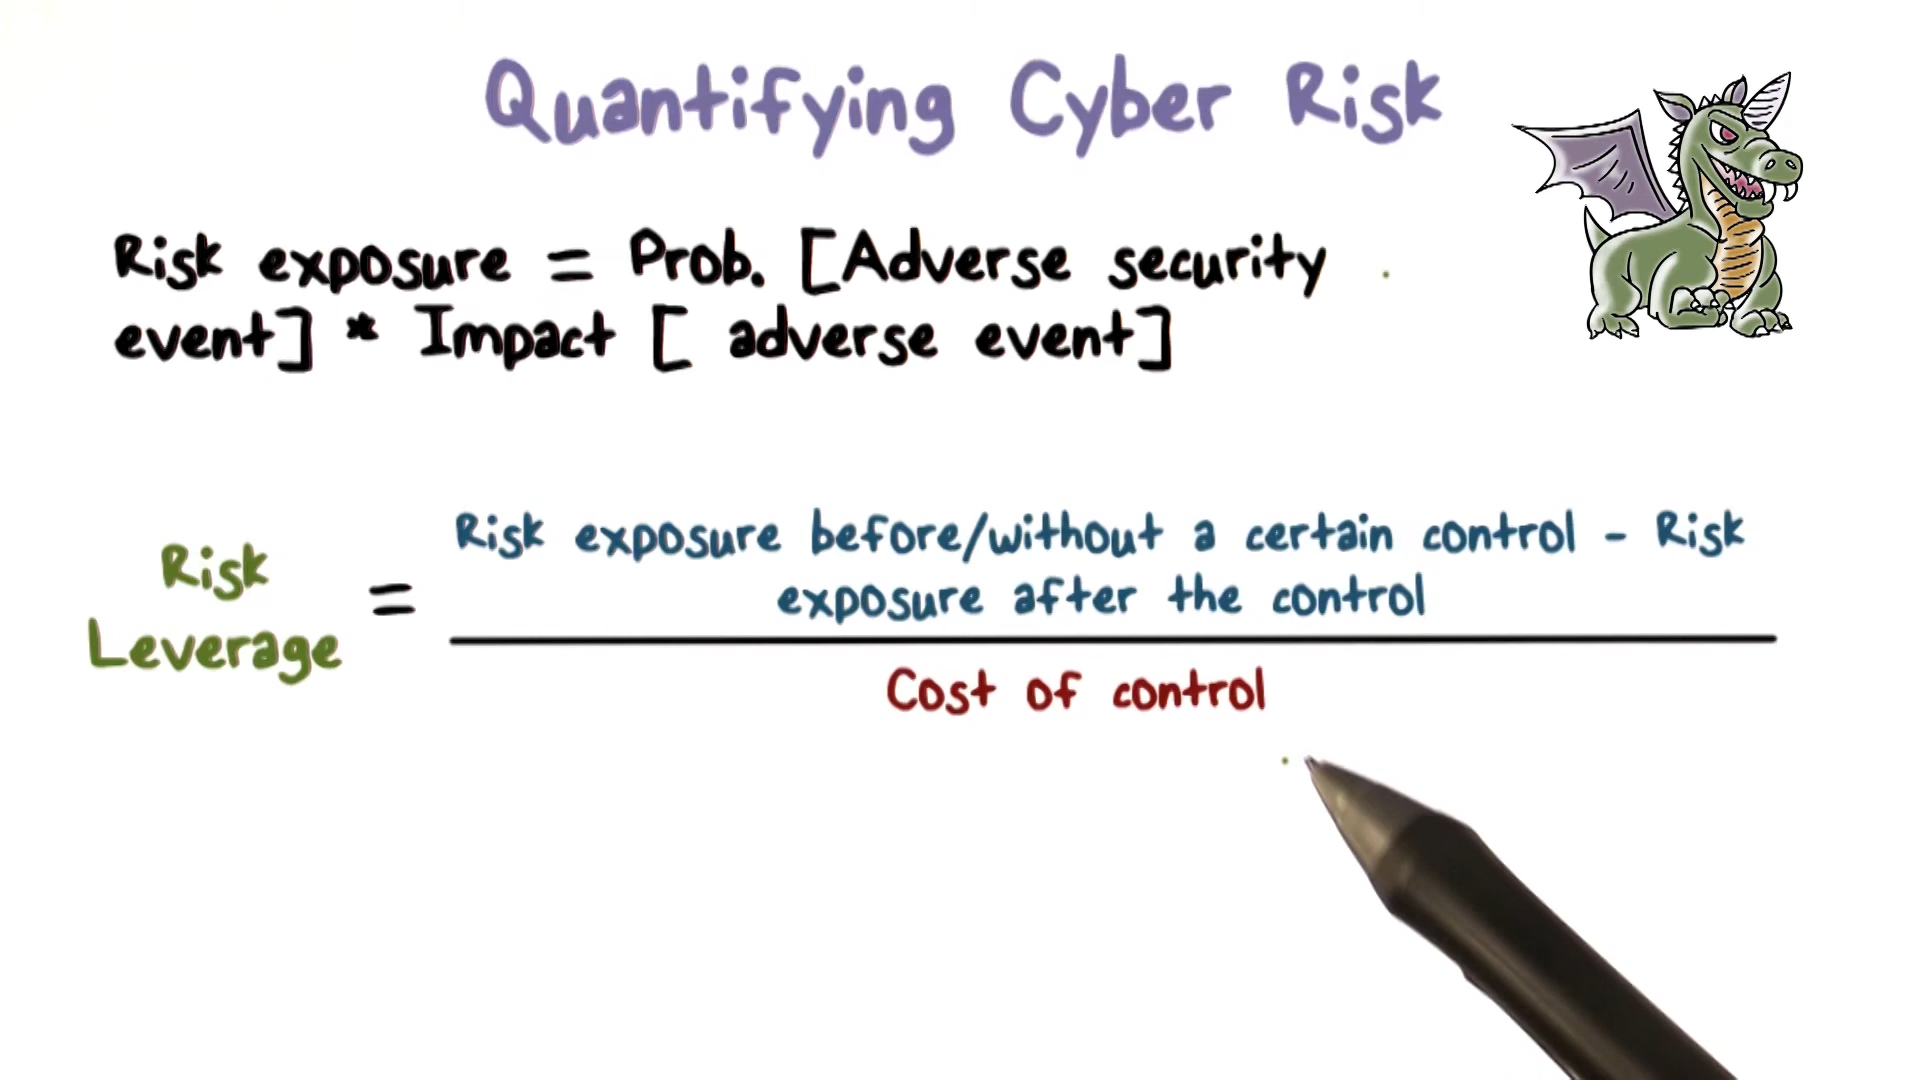 Quantifying Cyber Risk
Risk exposure = Prob. [Adverse security
event] * Impact [ adverse event]
Risk exposure before/without a certain control - Risk
exposure after the control
Risk
Leverage =
Cost of control